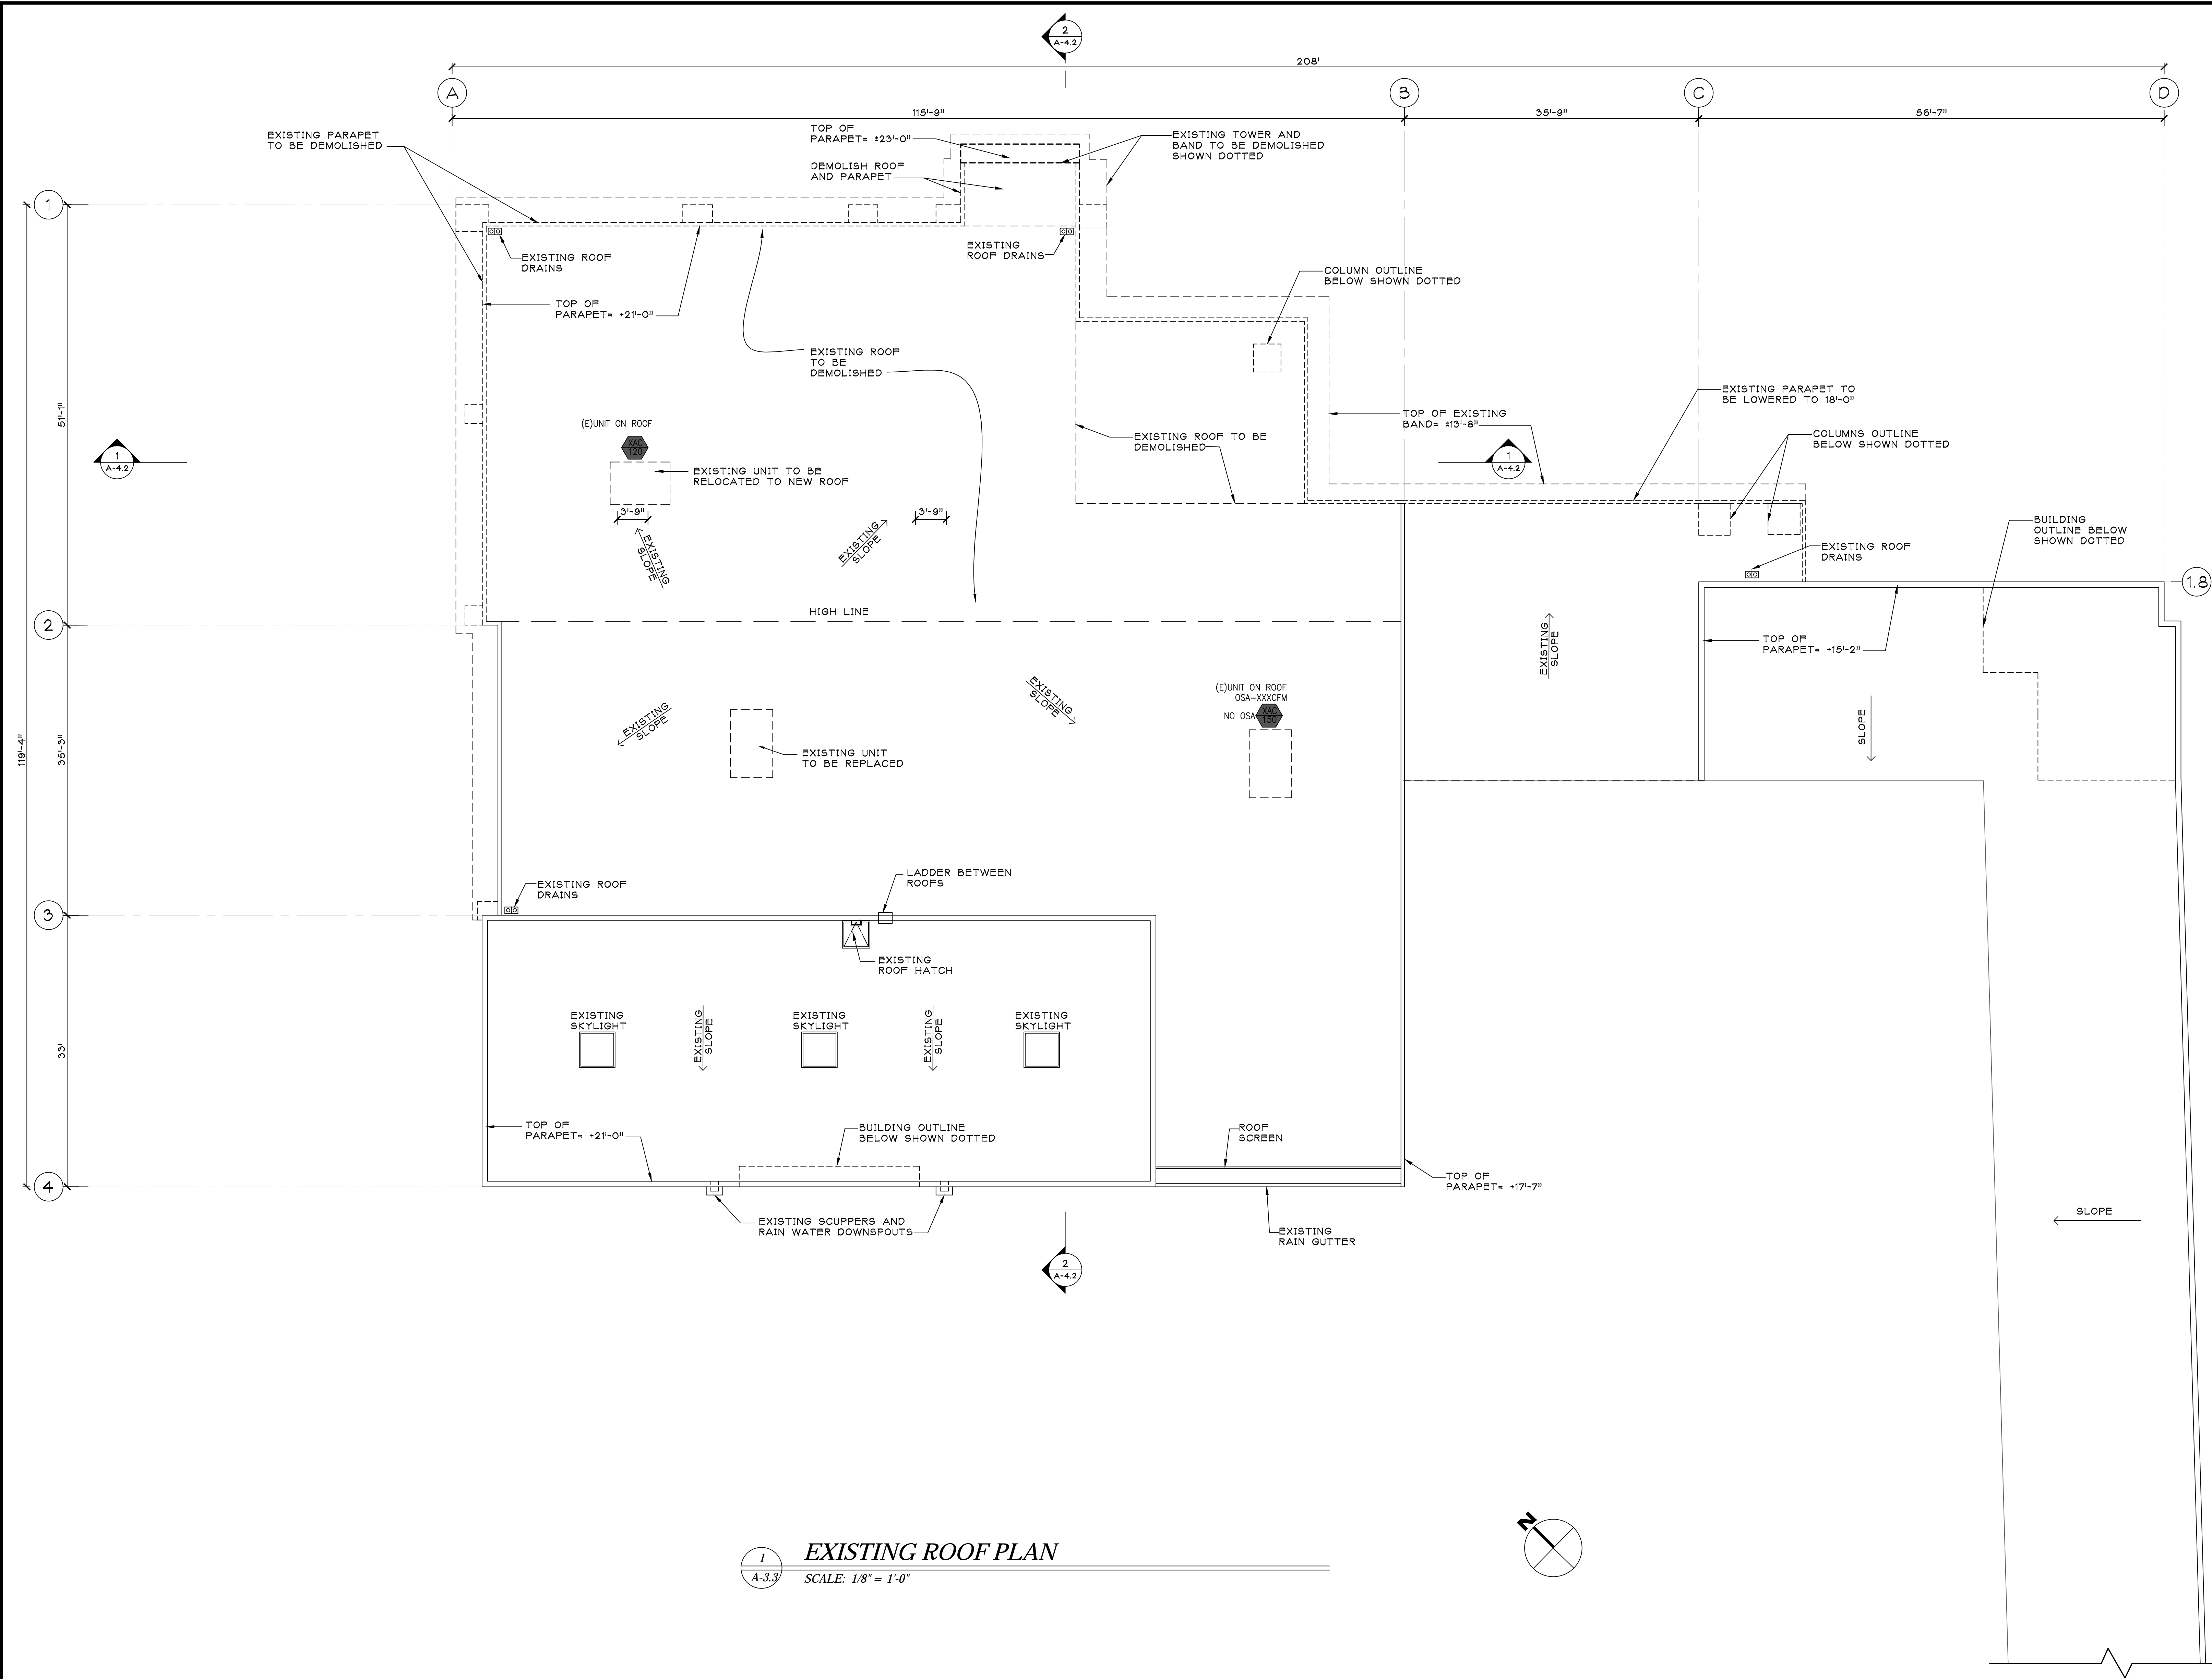 2
A-4.2
208'
A
B
C
D
115'-9"
35'-9"
56'-7"
EXISTING PARAPET
TO BE DEMOLISHED
TOP OF
PARAPET= ±23'-0"
DEMOLISH ROOF
AND PARAPET
EXISTING TOWER AND
BAND TO BE DEMOLISHED
SHOWN DOTTED
1
EXISTING ROOF
DRAINS
EXISTING
ROOF DRAINS
COLUMN OUTLINE
BELOW SHOWN DOTTED
TOP OF
PARAPET= +21'-0"
EXISTING ROOF
TO BE
DEMOLISHED
EXISTING PARAPET TO
BE LOWERED TO 18'-0"
51'-1"
(E)UNIT ON ROOF
XAC
120
TOP OF EXISTING
BAND= ±13'-8"
EXISTING ROOF TO BE
DEMOLISHED
COLUMNS OUTLINE
BELOW SHOWN DOTTED
1
A-4.2
1
A-4.2
EXISTING UNIT TO BE
RELOCATED TO NEW ROOF
3'-9"
3'-9"
EXISTING
SLOPE
EXISTING
SLOPE
BUILDING
OUTLINE BELOW
SHOWN DOTTED
EXISTING ROOF
DRAINS
1.8
HIGH LINE
2
EXISTING
SLOPE
TOP OF
PARAPET= +15'-2"
EXISTING
SLOPE
EXISTING
SLOPE
(E)UNIT ON ROOF
OSA=XXXCFM
NO OSA
XAC
150
SLOPE
119'-4"
35'-3"
EXISTING UNIT
TO BE REPLACED
LADDER BETWEEN
ROOFS
EXISTING ROOF
DRAINS
3
EXISTING
ROOF HATCH
EXISTING
SKYLIGHT
EXISTING
SLOPE
EXISTING
SKYLIGHT
EXISTING
SLOPE
EXISTING
SKYLIGHT
33'
TOP OF
PARAPET= +21'-0"
BUILDING OUTLINE
BELOW SHOWN DOTTED
ROOF
SCREEN
4
TOP OF
PARAPET= +17'-7"
EXISTING SCUPPERS AND
RAIN WATER DOWNSPOUTS
EXISTING
RAIN GUTTER
SLOPE
2
A-4.2
N
1
A-3.3
EXISTING ROOF PLAN
SCALE: 1/8" = 1'-0"